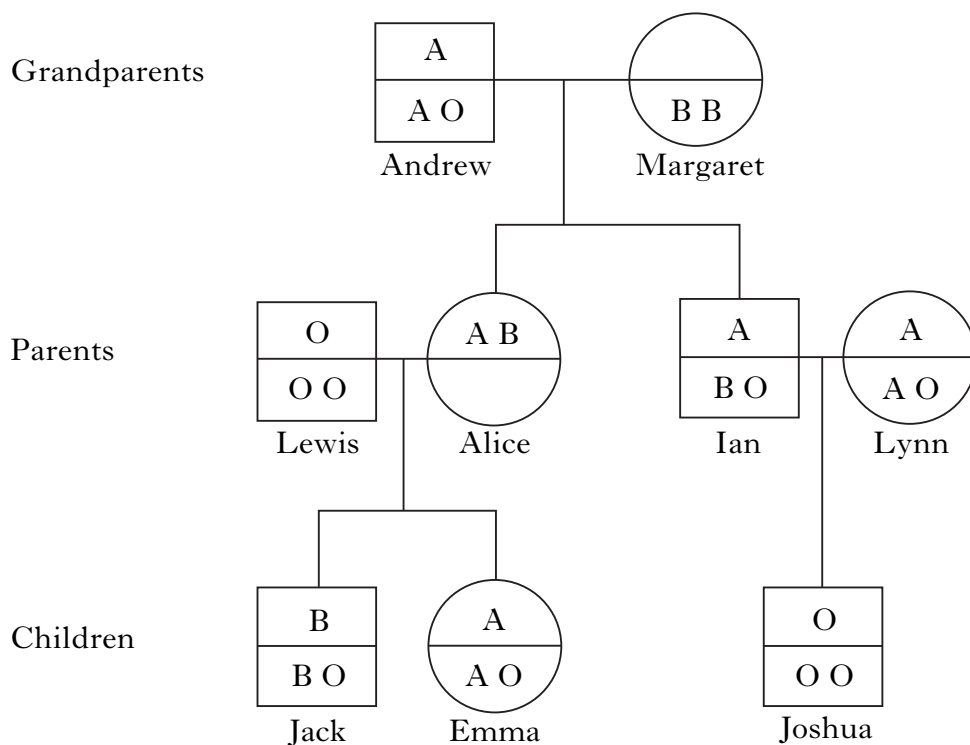 Grandparents
A
A O
B B
Andrew
Margaret
Parents
O
A B
A
A
O O
B O
A O
Lewis
Alice
Ian
Lynn
Children
B
A
O
B O
A O
O O
Jack
Emma
Joshua